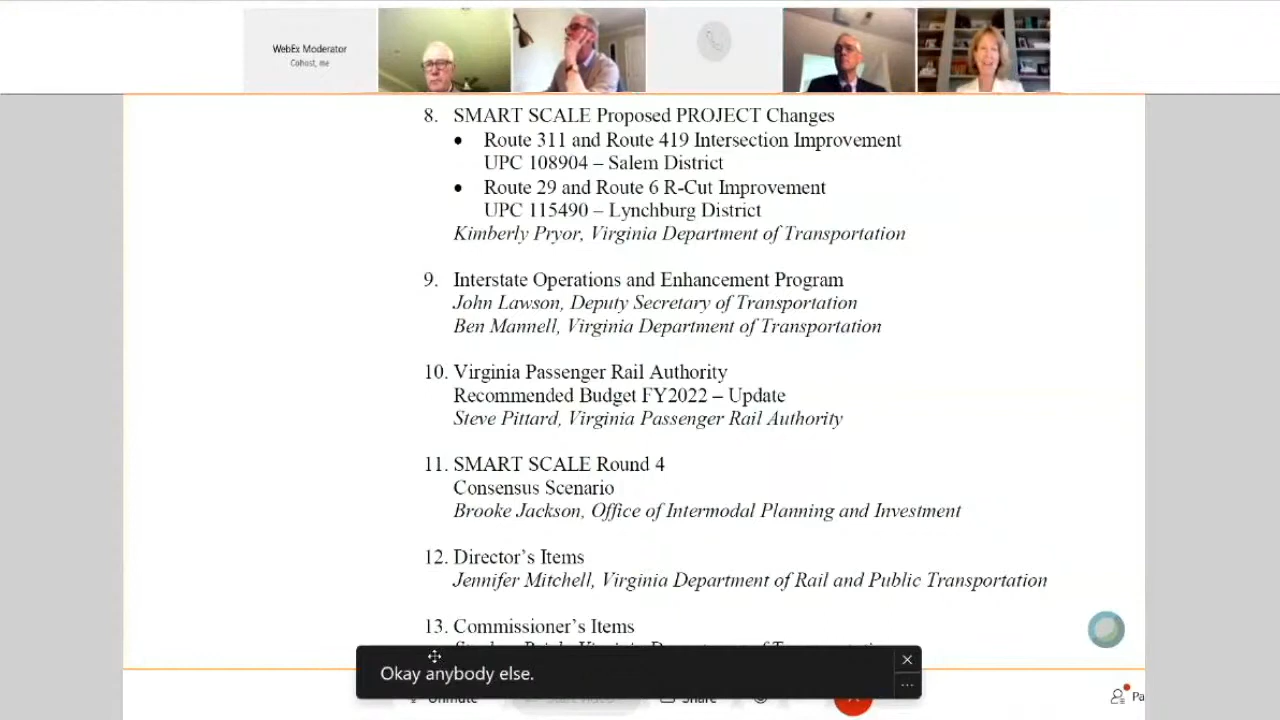 WebEx Moderator
Cohost, me
8. SMART SCALE Proposed PROJECT Changes
• Route 311 and Route 419 Intersection Improvement
UPC 108904 – Salem District
• Route 29 and Route 6 R-Cut Improvement
UPC 115490 – Lynchburg District
Kimberly Pryor, Virginia Department of Transportation
9. Interstate Operations and Enhancement Program
John Lawson, Deputy Secretary of Transportation
Ben Mannell, Virginia Department of Transportation
10. Virginia Passenger Rail Authority
Recommended Budget FY2022 – Update
Steve Pittard, Virginia Passenger Rail Authority
11. SMART SCALE Round 4
Consensus Scenario
Brooke Jackson, Office of Intermodal Planning and Investment
12. Director's Items
Jennifer Mitchell, Virginia Department of Rail and Public Transportation
13. Commissioner's Items
Okay anybody else.
Unmute
Share
Pa